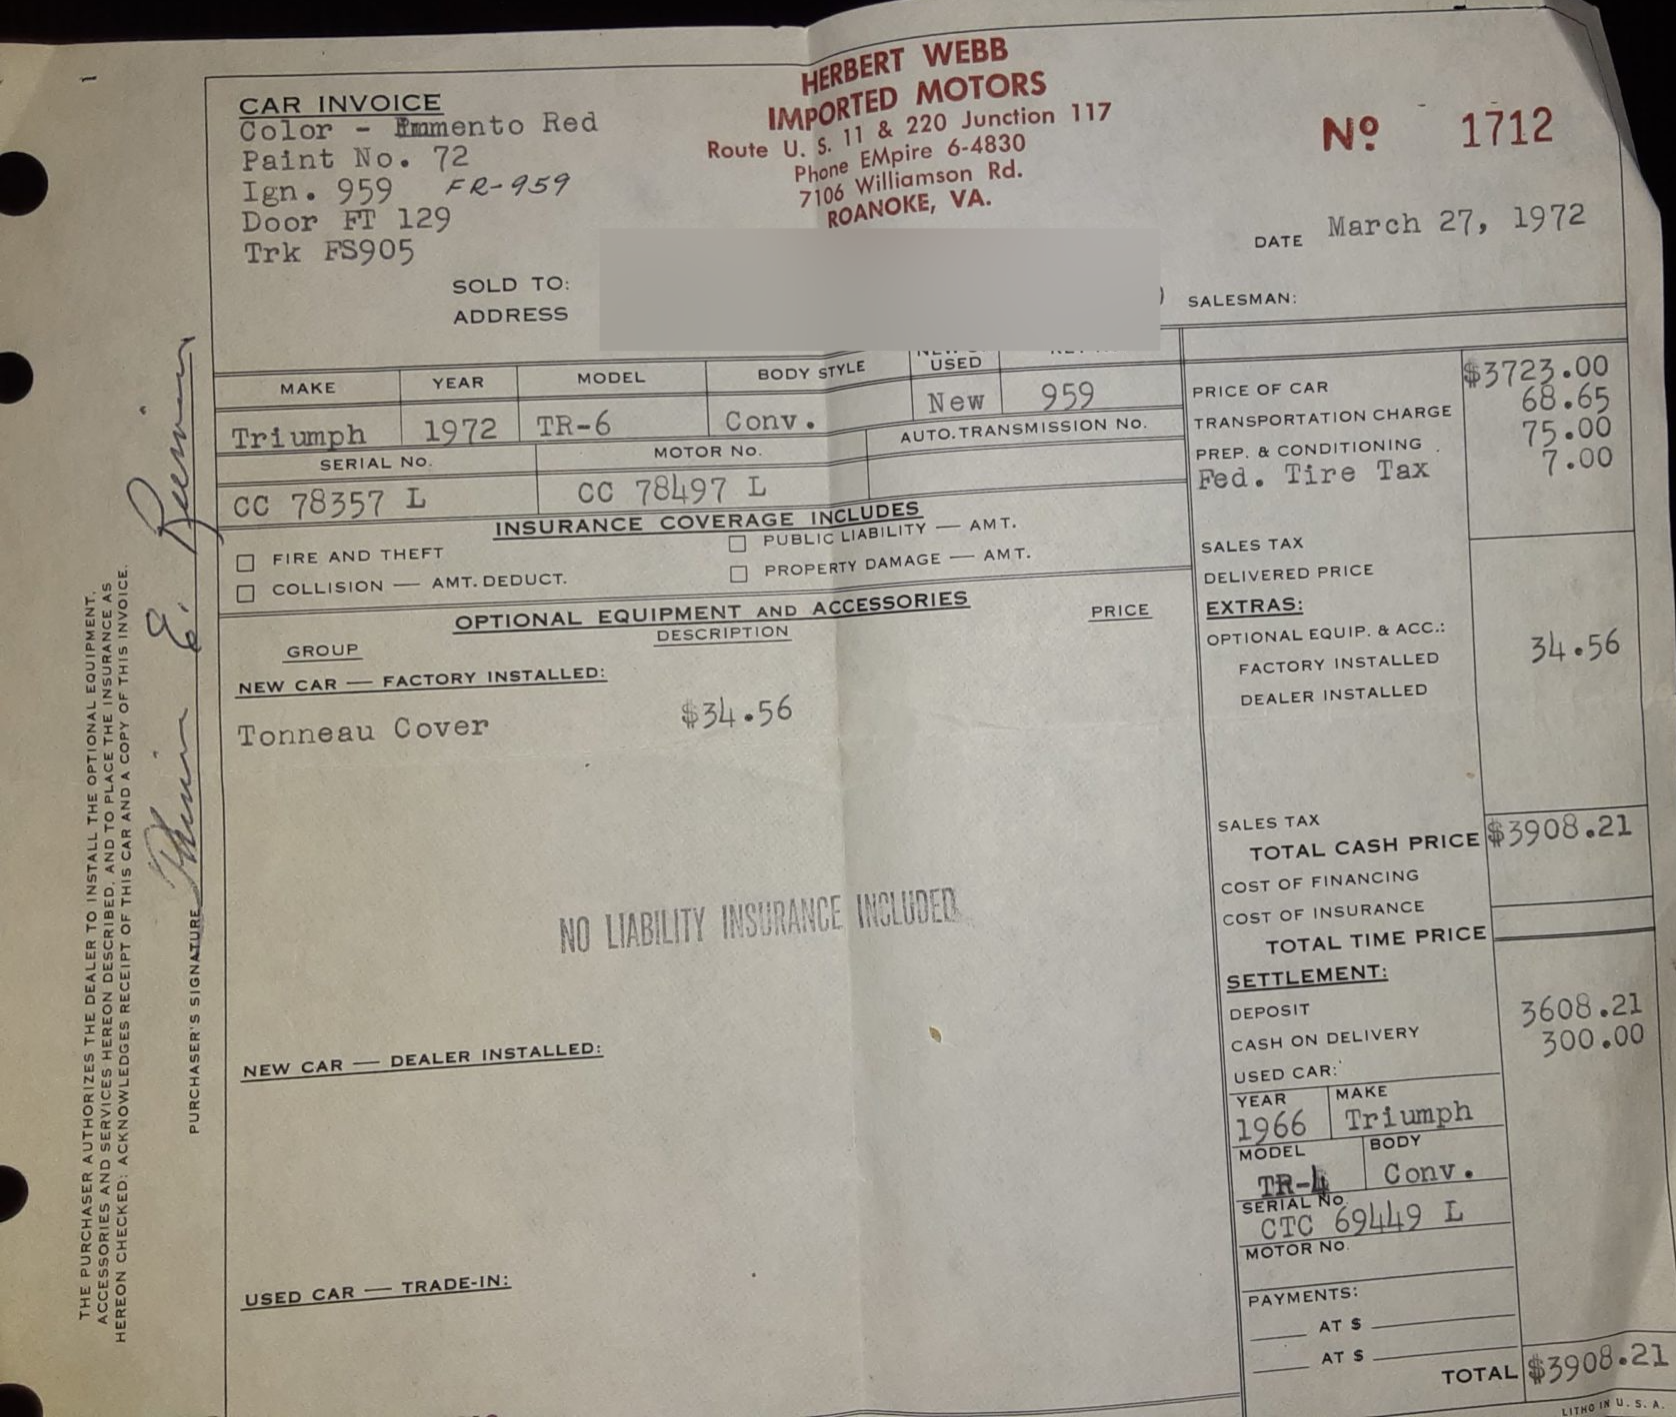 CAR INVOICE
Color - Immento Red
Paint No. 72
Ign. 959 FR-959
Door FT 129
Trk FS905
HERBERT WEBB
IMPORTED MOTORS
Route U. S. 11 & 220 Junction 117
Phone EMpire 6-4830
7106 Williamson Rd.
ROANOKE, VA.
No 1712
DATE March 27, 1972
SOLD TO:
ADDRESS
SALESMAN:
MAKE YEAR MODEL BODY STYLE USED
Triumph 1972 TR-6 Conv. New 959
SERIAL NO. MOTOR NO. AUTO. TRANSMISSION NO.
CC 78357 L CC 78497 L
INSURANCE COVERAGE INCLUDES
☐ FIRE AND THEFT ☐ PUBLIC LIABILITY — AMT.
☐ COLLISION — AMT. DEDUCT. ☐ PROPERTY DAMAGE — AMT.
OPTIONAL EQUIPMENT AND ACCESSORIES
GROUP DESCRIPTION PRICE
NEW CAR — FACTORY INSTALLED:
Tonneau Cover $34.56
NO LIABILITY INSURANCE INCLUDED
NEW CAR — DEALER INSTALLED:
USED CAR — TRADE-IN:
PRICE OF CAR $3723.00
TRANSPORTATION CHARGE 68.65
PREP. & CONDITIONING 75.00
Fed. Tire Tax 7.00
SALES TAX
DELIVERED PRICE
EXTRAS:
OPTIONAL EQUIP. & ACC.:
FACTORY INSTALLED 34.56
DEALER INSTALLED
SALES TAX
TOTAL CASH PRICE $3908.21
COST OF FINANCING
COST OF INSURANCE
TOTAL TIME PRICE
SETTLEMENT:
DEPOSIT 3608.21
CASH ON DELIVERY 300.00
USED CAR:
YEAR MAKE
1966 Triumph
MODEL BODY
TR-4 Conv.
SERIAL NO.
CTC 69449 L
MOTOR NO.
PAYMENTS:
AT $
AT $
TOTAL $3908.21
LITHO IN U. S. A.
THE PURCHASER AUTHORIZES THE DEALER TO INSTALL THE OPTIONAL EQUIPMENT,
ACCESSORIES AND SERVICES HEREON DESCRIBED, AND TO PLACE THE INSURANCE AS
HEREON CHECKED: ACKNOWLEDGES RECEIPT OF THIS CAR AND A COPY OF THIS INVOICE.
PURCHASER'S SIGNATURE